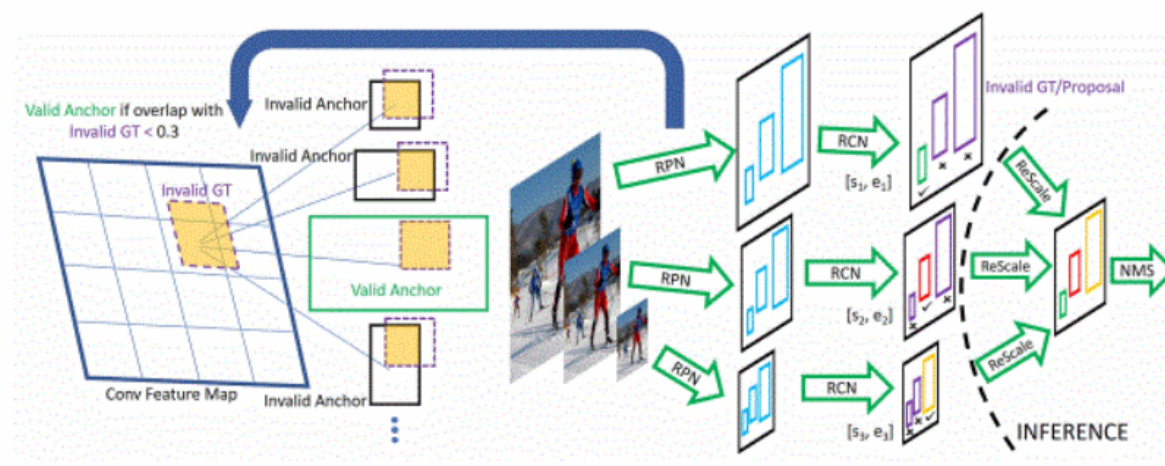 Valid Anchor if overlap with
Invalid GT < 0.3
Invalid GT
Conv Feature Map
Invalid Anchor
Invalid Anchor
Valid Anchor
Invalid Anchor
RPN
RPN
RPN
RCN
[s₁, e₁]
RCN
[s₂, e₂]
RCN
[s₃, e₃]
Invalid GT/Proposal
ReScale
ReScale
ReScale
NMS
INFERENCE